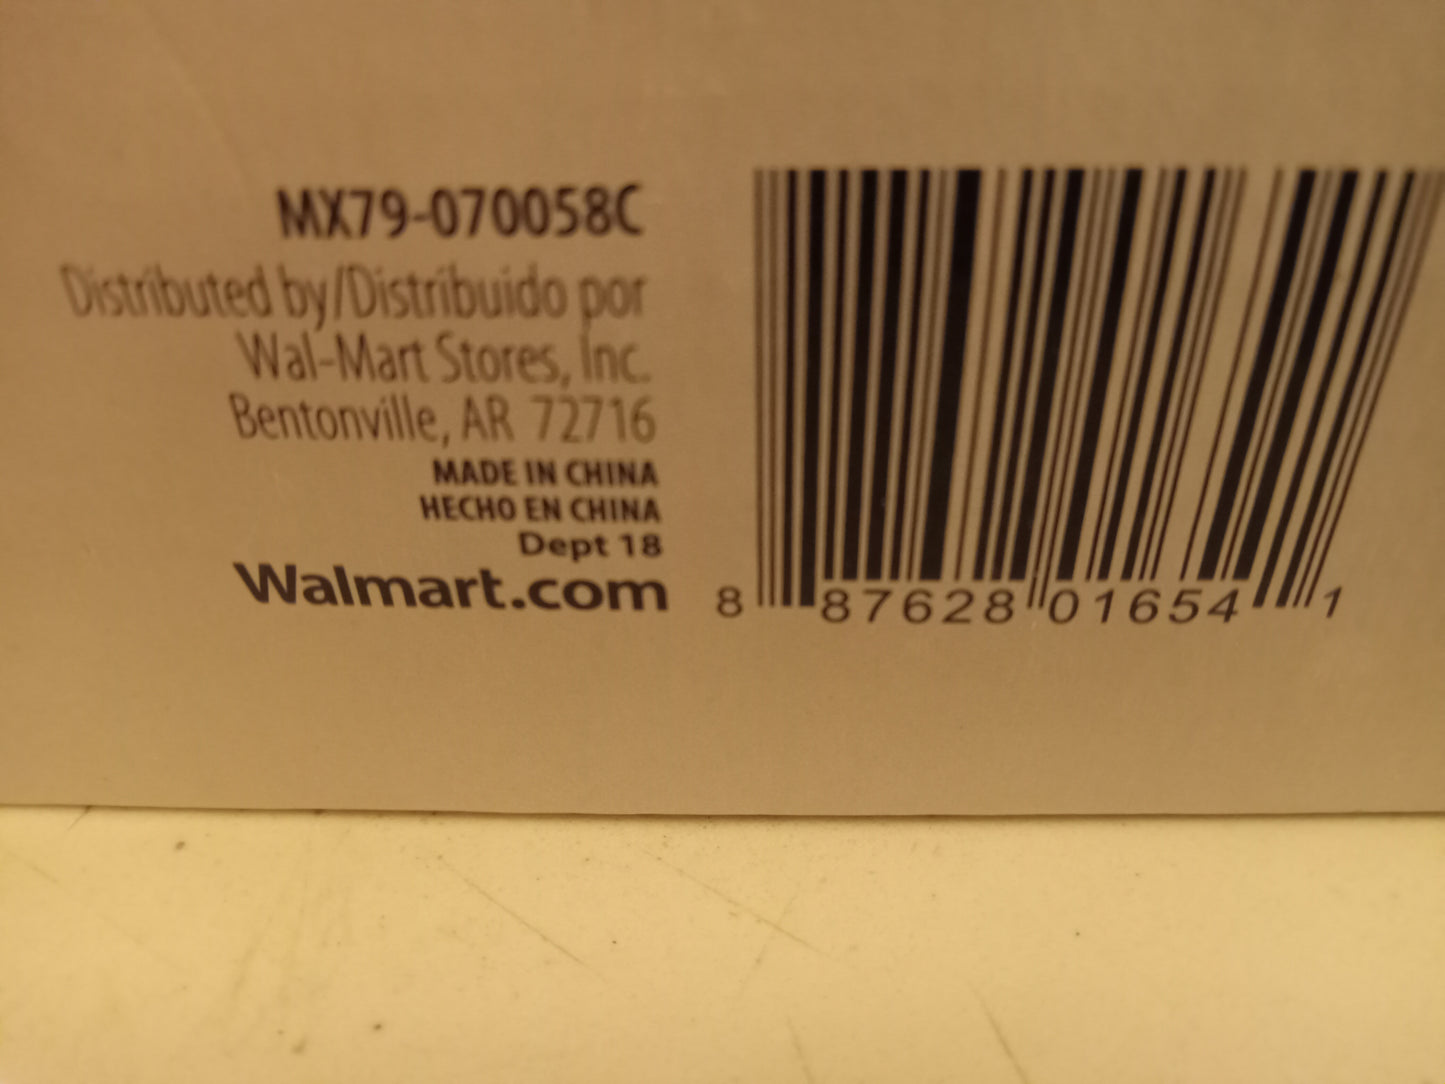 MX79-070058C
Distributed by/Distribuido por
Wal-Mart Stores, Inc.
Bentonville, AR 72716
MADE IN CHINA
HECHO EN CHINA
Dept 18
Walmart.com
8 87628 01654 1